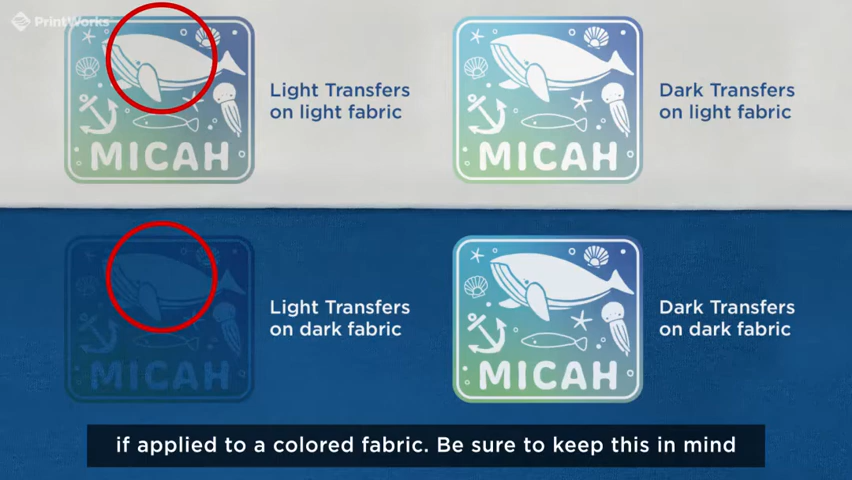 PrintWorks
MICAH
Light Transfers
on light fabric
MICAH
Dark Transfers
on light fabric
MICAH
Light Transfers
on dark fabric
MICAH
Dark Transfers
on dark fabric
if applied to a colored fabric. Be sure to keep this in mind